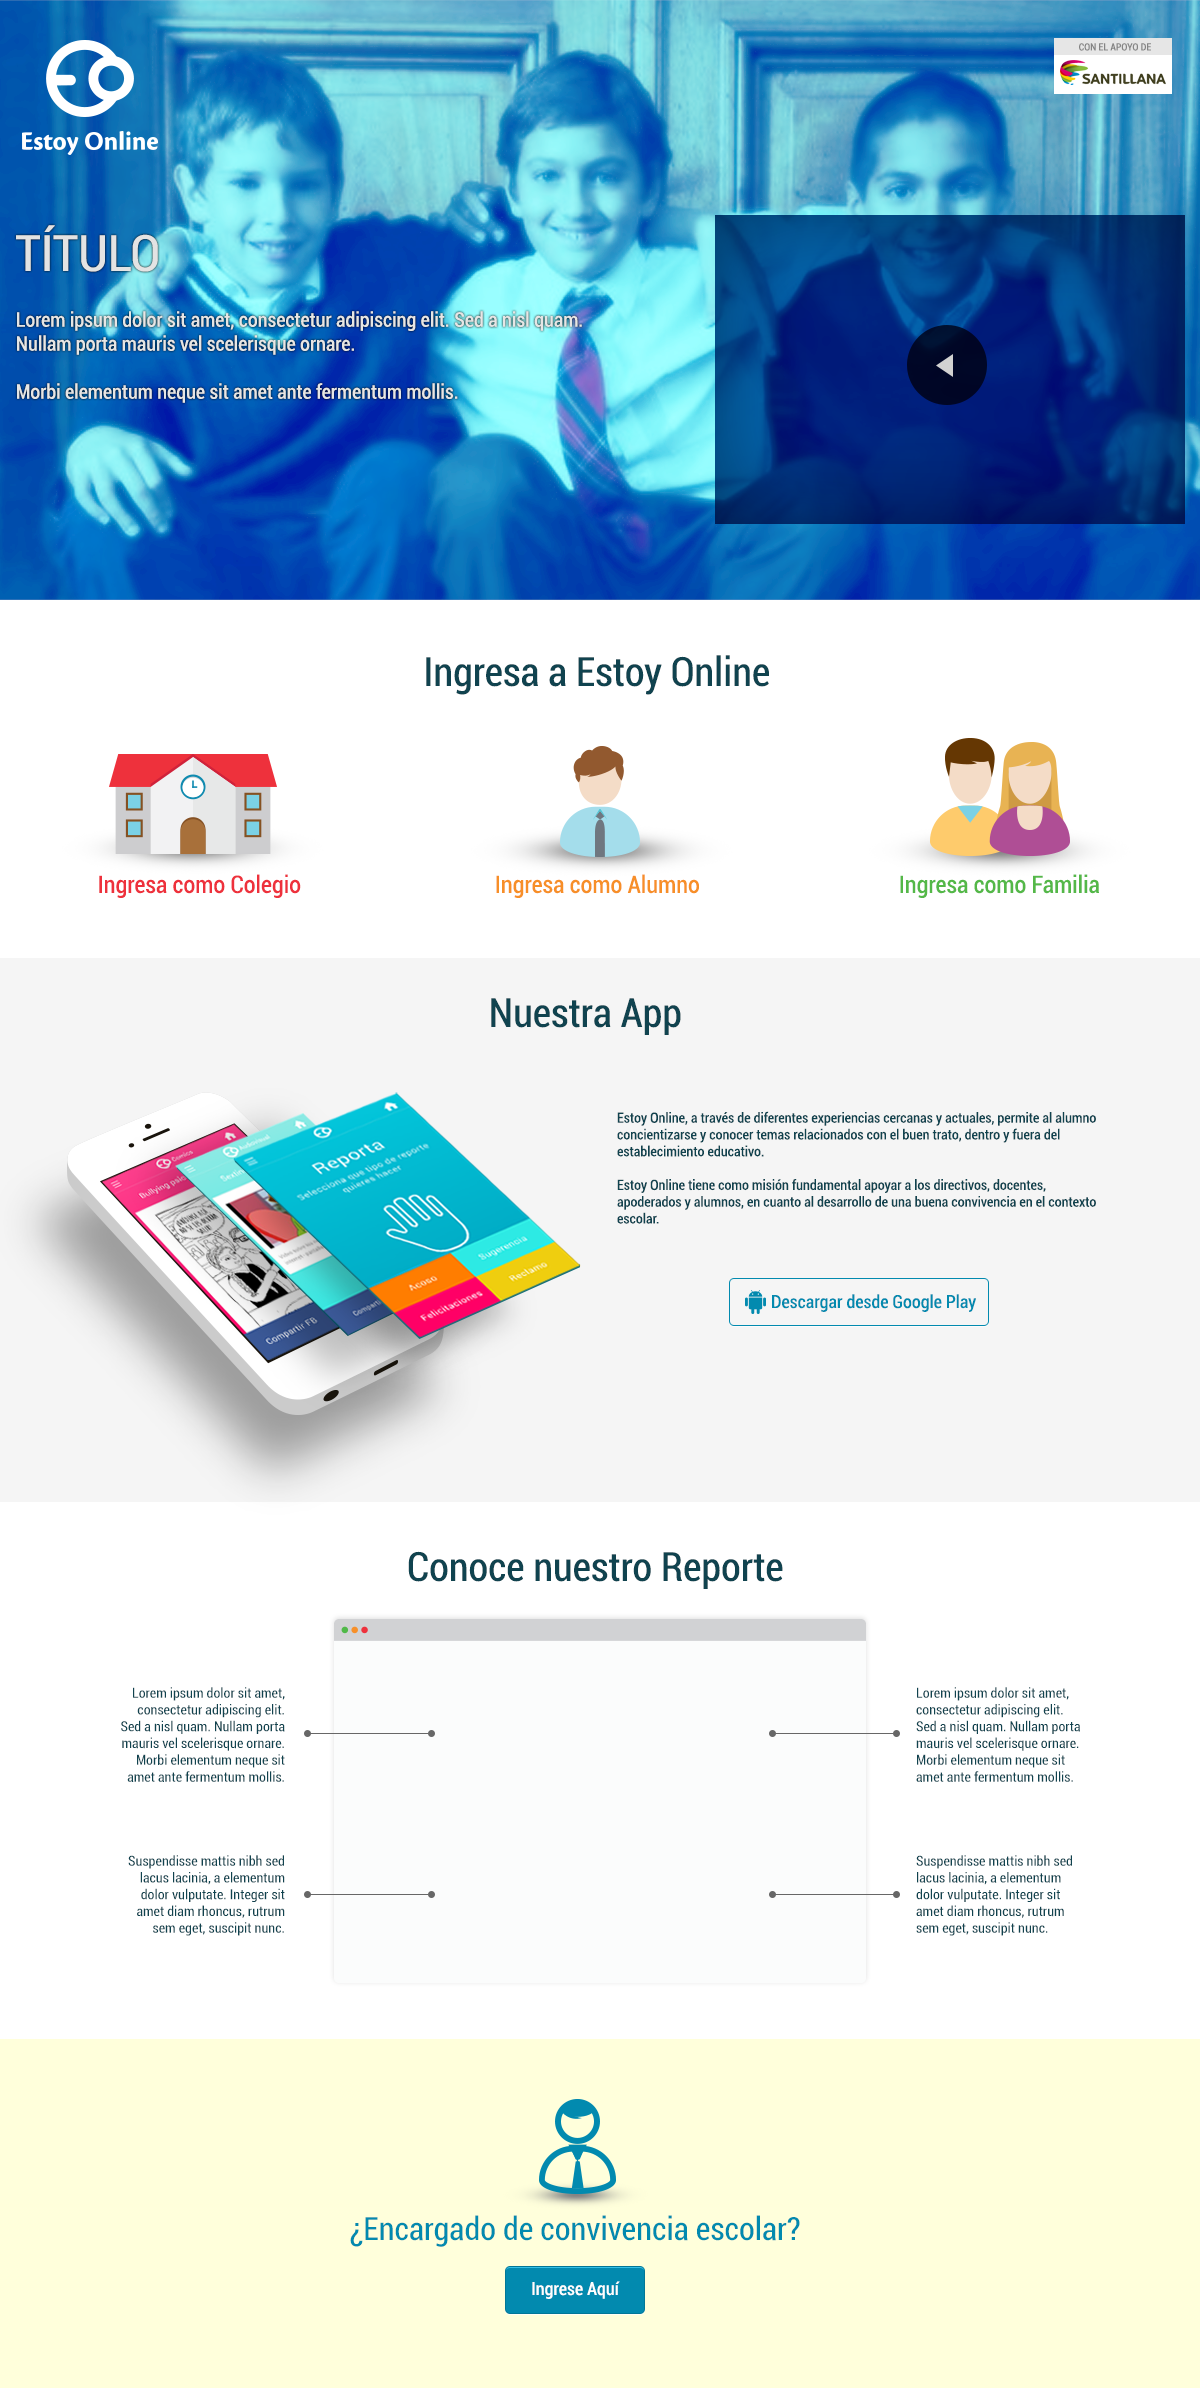 Estoy Online
CON EL APOYO DE
SANTILLANA
TÍTULO
Lorem ipsum dolor sit amet, consectetur adipiscing elit. Sed a nisl quam.
Nullam porta mauris vel scelerisque ornare.
Morbi elementum neque sit amet ante fermentum mollis.
Ingresa a Estoy Online
Ingresa como Colegio
Ingresa como Alumno
Ingresa como Familia
Nuestra App
Comics
Bullying
Compartir FB
Reporta
Selecciona que tipo de reporte
quieres hacer
Acoso
Sugerencia
Felicitaciones
Reclamo
Estoy Online, a través de diferentes experiencias cercanas y actuales, permite al alumno
concientizarse y conocer temas relacionados con el buen trato, dentro y fuera del
establecimiento educativo.
Estoy Online tiene como misión fundamental apoyar a los directivos, docentes,
apoderados y alumnos, en cuanto al desarrollo de una buena convivencia en el contexto
escolar.
Descargar desde Google Play
Conoce nuestro Reporte
Lorem ipsum dolor sit amet,
consectetur adipiscing elit.
Sed a nisl quam. Nullam porta
mauris vel scelerisque ornare.
Morbi elementum neque sit
amet ante fermentum mollis.
Suspendisse mattis nibh sed
lacus lacinia, a elementum
dolor vulputate. Integer sit
amet diam rhoncus, rutrum
sem eget, suscipit nunc.
Lorem ipsum dolor sit amet,
consectetur adipiscing elit.
Sed a nisl quam. Nullam porta
mauris vel scelerisque ornare.
Morbi elementum neque sit
amet ante fermentum mollis.
Suspendisse mattis nibh sed
lacus lacinia, a elementum
dolor vulputate. Integer sit
amet diam rhoncus, rutrum
sem eget, suscipit nunc.
¿Encargado de convivencia escolar?
Ingrese Aquí